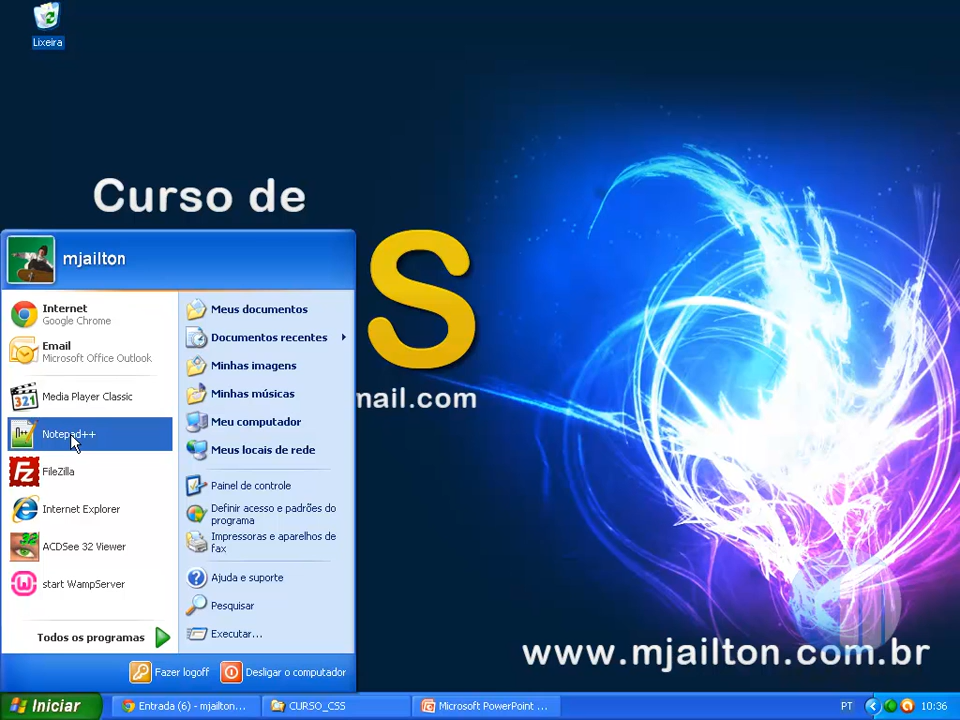 Lixeira
Curso de
S
mail.com
mjailton
Internet
Google Chrome
Email
Microsoft Office Outlook
Media Player Classic
Notepad++
FileZilla
Internet Explorer
ACDSee 32 Viewer
start WampServer
Todos os programas
Meus documentos
Documentos recentes
Minhas imagens
Minhas músicas
Meu computador
Meus locais de rede
Painel de controle
Definir acesso e padrões do
programa
Impressoras e aparelhos de
fax
Ajuda e suporte
Pesquisar
Executar...
Fazer logoff
Desligar o computador
www.mjailton.com.br
Iniciar
Entrada (6) - mjailton...
CURSO_CSS
Microsoft PowerPoint ...
PT
10:36